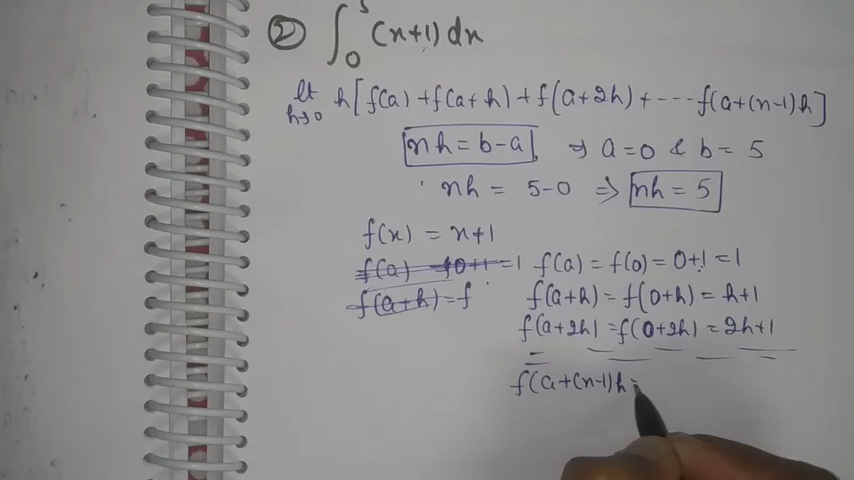 ② ∫₀⁵ (x+1) dx
lt h→0 h[f(a) + f(a+h) + f(a+2h) + ---- f(a+(n-1)h]
nh = b-a ⇒ a=0 & b= 5
nh = 5-0 ⇒ nh = 5
f(x) = x+1
f(a) = f(0) = 0+1 = 1
f(a+h) = f(0+h) = h+1
f(a+2h) = f(0+2h) = 2h+1
f(a+(n-1)h =